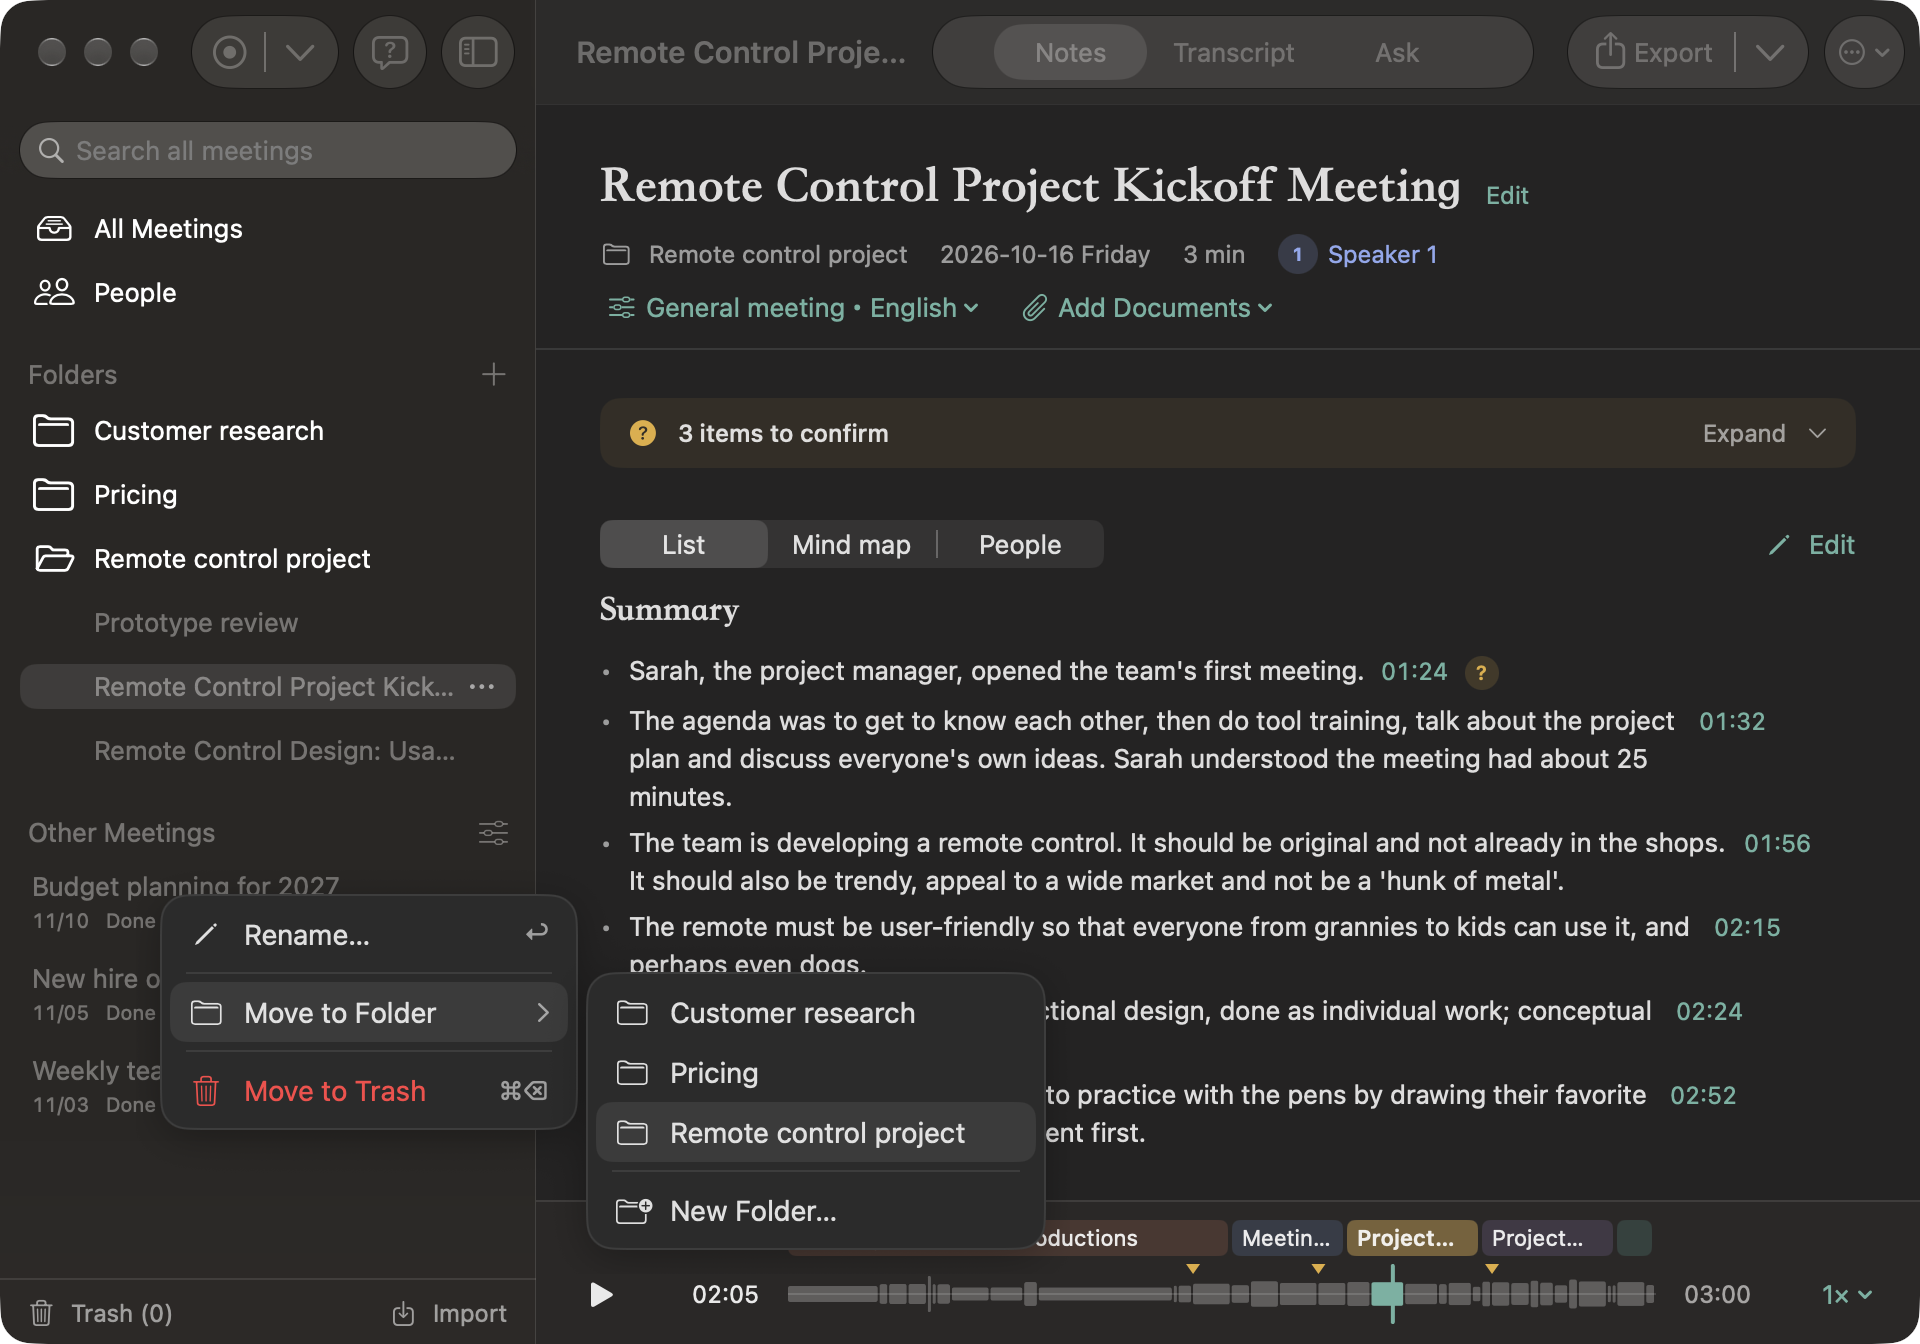 Remote Control Proje...
Notes
Transcript
Ask
Export
Search all meetings
All Meetings
People
Folders
Customer research
Pricing
Remote control project
Prototype review
Remote Control Project Kick...
Remote Control Design: Usa...
Other Meetings
Budget planning for 2027
11/10 Done
New hire o
11/05 Done
Weekly tea
11/03 Done
Trash (0)
Import
Rename...
Move to Folder
Move to Trash ⌘⌫
Customer research
Pricing
Remote control project
New Folder...
Remote Control Project Kickoff Meeting Edit
Remote control project 2026-10-16 Friday 3 min 1 Speaker 1
General meeting • English Add Documents
? 3 items to confirm Expand
List
Mind map
People
Edit
Summary
• Sarah, the project manager, opened the team's first meeting. 01:24 ?
• The agenda was to get to know each other, then do tool training, talk about the project 01:32
plan and discuss everyone's own ideas. Sarah understood the meeting had about 25
minutes.
• The team is developing a remote control. It should be original and not already in the shops. 01:56
It should also be trendy, appeal to a wide market and not be a 'hunk of metal'.
• The remote must be user-friendly so that everyone from grannies to kids can use it, and 02:15
perhaps even dogs.
ctional design, done as individual work; conceptual 02:24
to practice with the pens by drawing their favorite 02:52
ent first.
oductions
Meetin...
Project...
Project...
02:05
03:00
1×